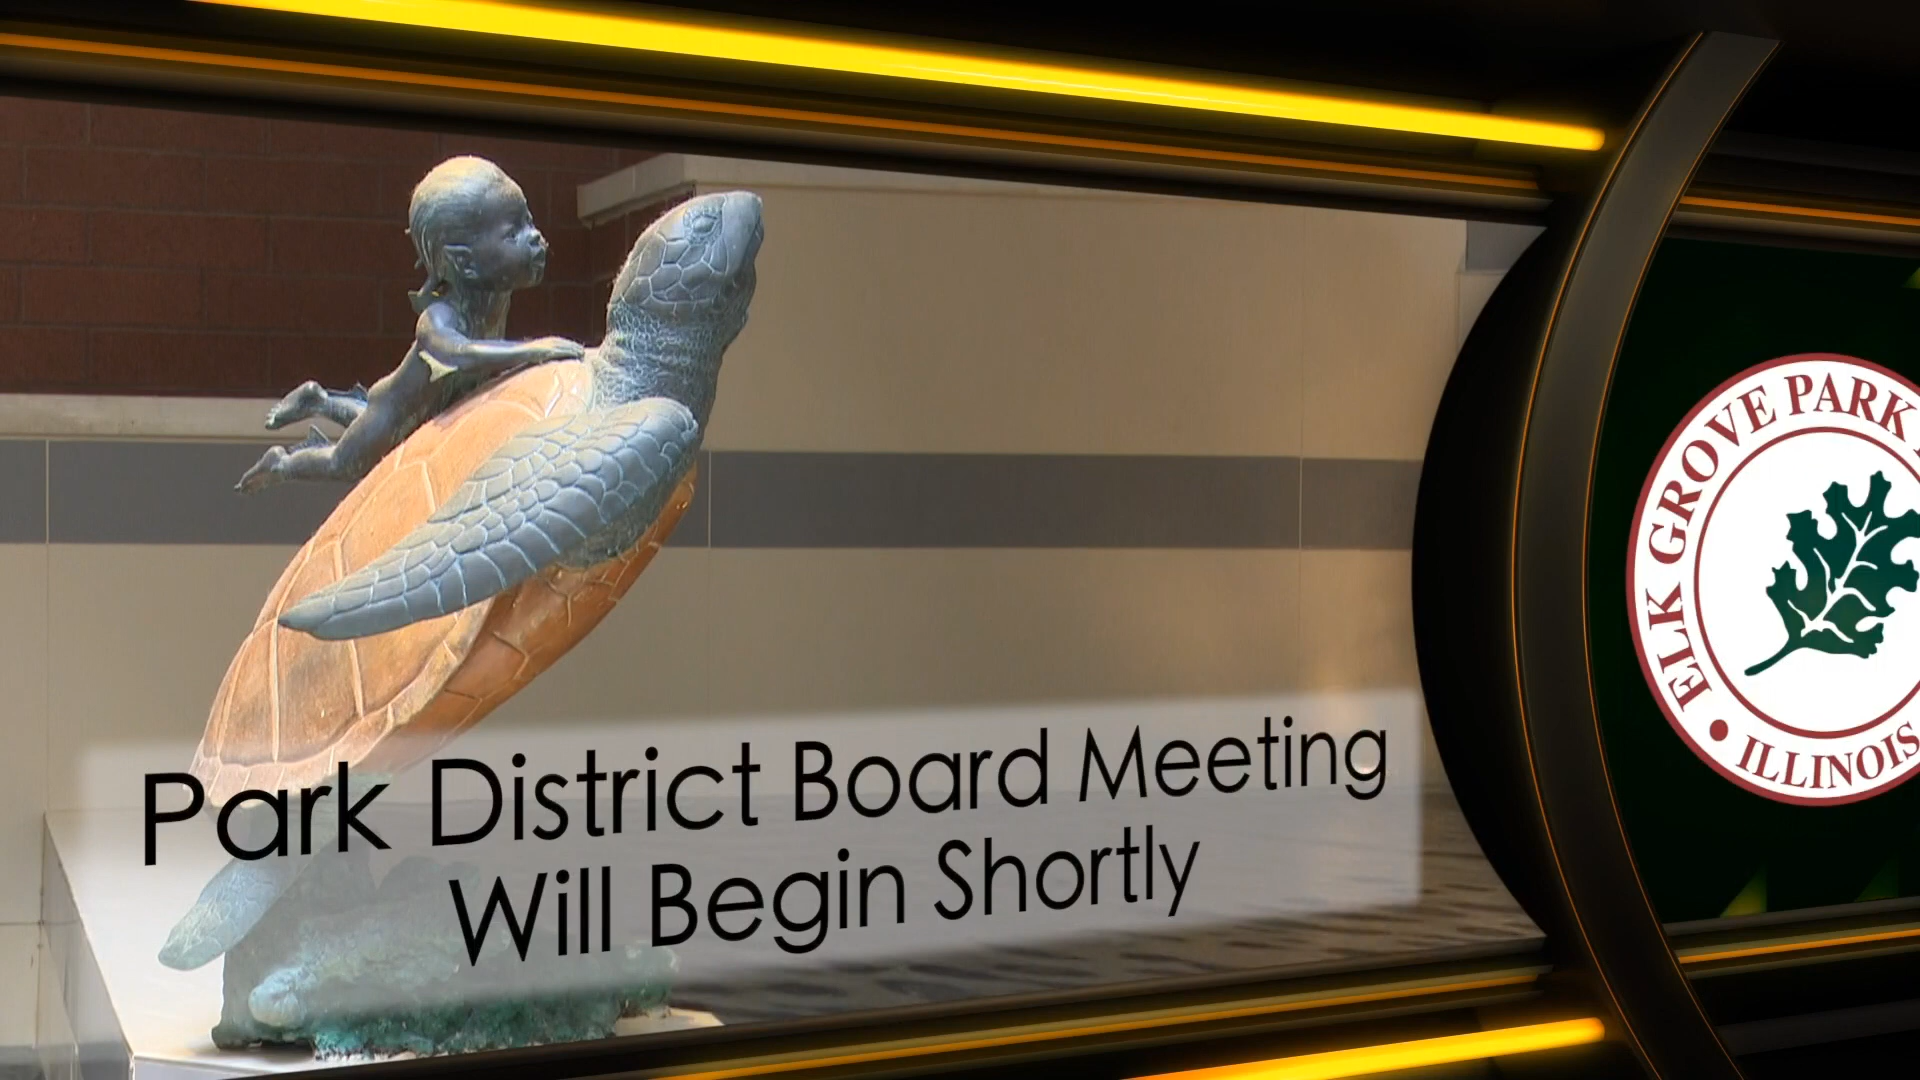 Park District Board Meeting
Will Begin Shortly
ELK GROVE PARK
• ILLINOIS